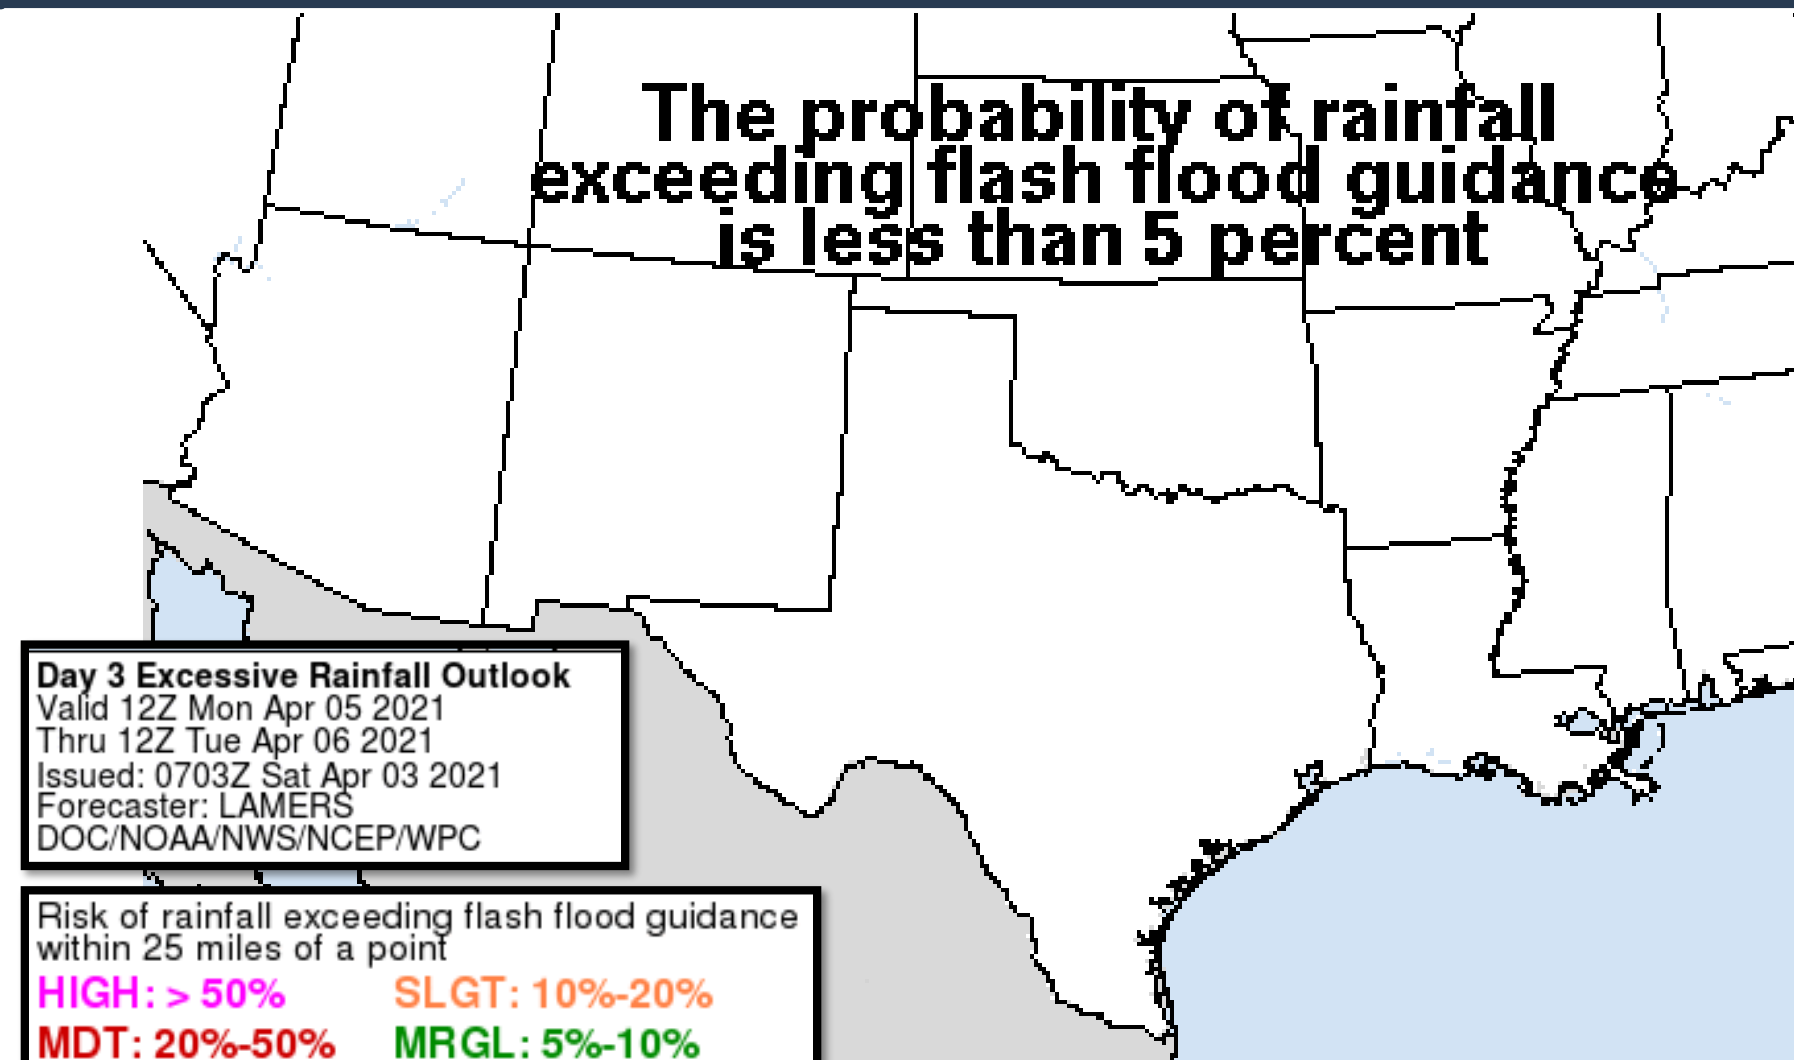 The probability of rainfall
exceeding flash flood guidance
is less than 5 percent
Day 3 Excessive Rainfall Outlook
Valid 12Z Mon Apr 05 2021
Thru 12Z Tue Apr 06 2021
Issued: 0703Z Sat Apr 03 2021
Forecaster: LAMERS
DOC/NOAA/NWS/NCEP/WPC
Risk of rainfall exceeding flash flood guidance
within 25 miles of a point
HIGH: > 50% SLGT: 10%-20%
MDT: 20%-50% MRGL: 5%-10%